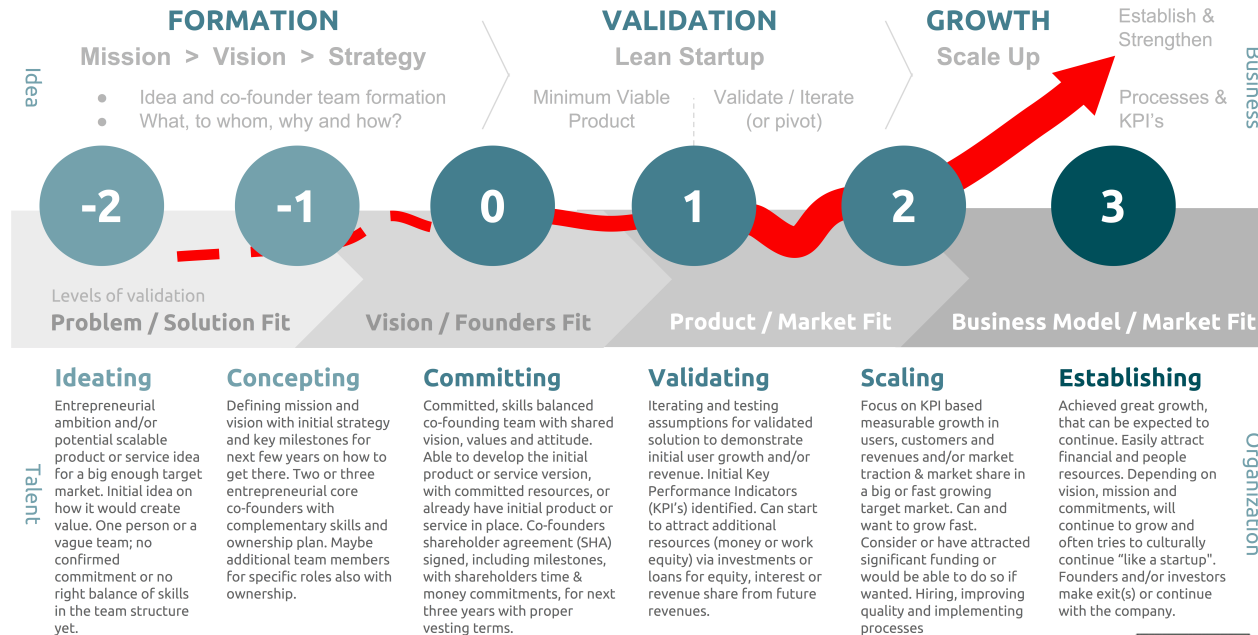 FORMATION
VALIDATION
GROWTH
Establish &
Strengthen
Mission > Vision > Strategy
Lean Startup
Scale Up
Idea
Business
● Idea and co-founder team formation
● What, to whom, why and how?
Minimum Viable
Product
Validate / Iterate
(or pivot)
Processes &
KPI’s
-2
-1
0
1
2
3
Levels of validation
Problem / Solution Fit
Vision / Founders Fit
Product / Market Fit
Business Model / Market Fit
Talent
Organization
Ideating
Entrepreneurial
ambition and/or
potential scalable
product or service idea
for a big enough target
market. Initial idea on
how it would create
value. One person or a
vague team; no
confirmed
commitment or no
right balance of skills
in the team structure
yet.
Concepting
Defining mission and
vision with initial strategy
and key milestones for
next few years on how to
get there. Two or three
entrepreneurial core
co-founders with
complementary skills and
ownership plan. Maybe
additional team members
for specific roles also with
ownership.
Committing
Committed, skills balanced
co-founding team with shared
vision, values and attitude.
Able to develop the initial
product or service version,
with committed resources, or
already have initial product or
service in place. Co-founders
shareholder agreement (SHA)
signed, including milestones,
with shareholders time &
money commitments, for next
three years with proper
vesting terms.
Validating
Iterating and testing
assumptions for validated
solution to demonstrate
initial user growth and/or
revenue. Initial Key
Performance Indicators
(KPI’s) identified. Can start
to attract additional
resources (money or work
equity) via investments or
loans for equity, interest or
revenue share from future
revenues.
Scaling
Focus on KPI based
measurable growth in
users, customers and
revenues and/or market
traction & market share in
a big or fast growing
target market. Can and
want to grow fast.
Consider or have attracted
significant funding or
would be able to do so if
wanted. Hiring, improving
quality and implementing
processes
Establishing
Achieved great growth,
that can be expected to
continue. Easily attract
financial and people
resources. Depending on
vision, mission and
commitments, will
continue to grow and
often tries to culturally
continue “like a startup".
Founders and/or investors
make exit(s) or continue
with the company.